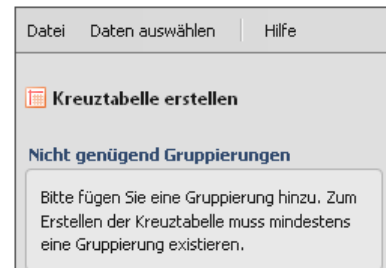 Datei Daten auswählen Hilfe
Kreuztabelle erstellen
Nicht genügend Gruppierungen
Bitte fügen Sie eine Gruppierung hinzu. Zum
Erstellen der Kreuztabelle muss mindestens
eine Gruppierung existieren.